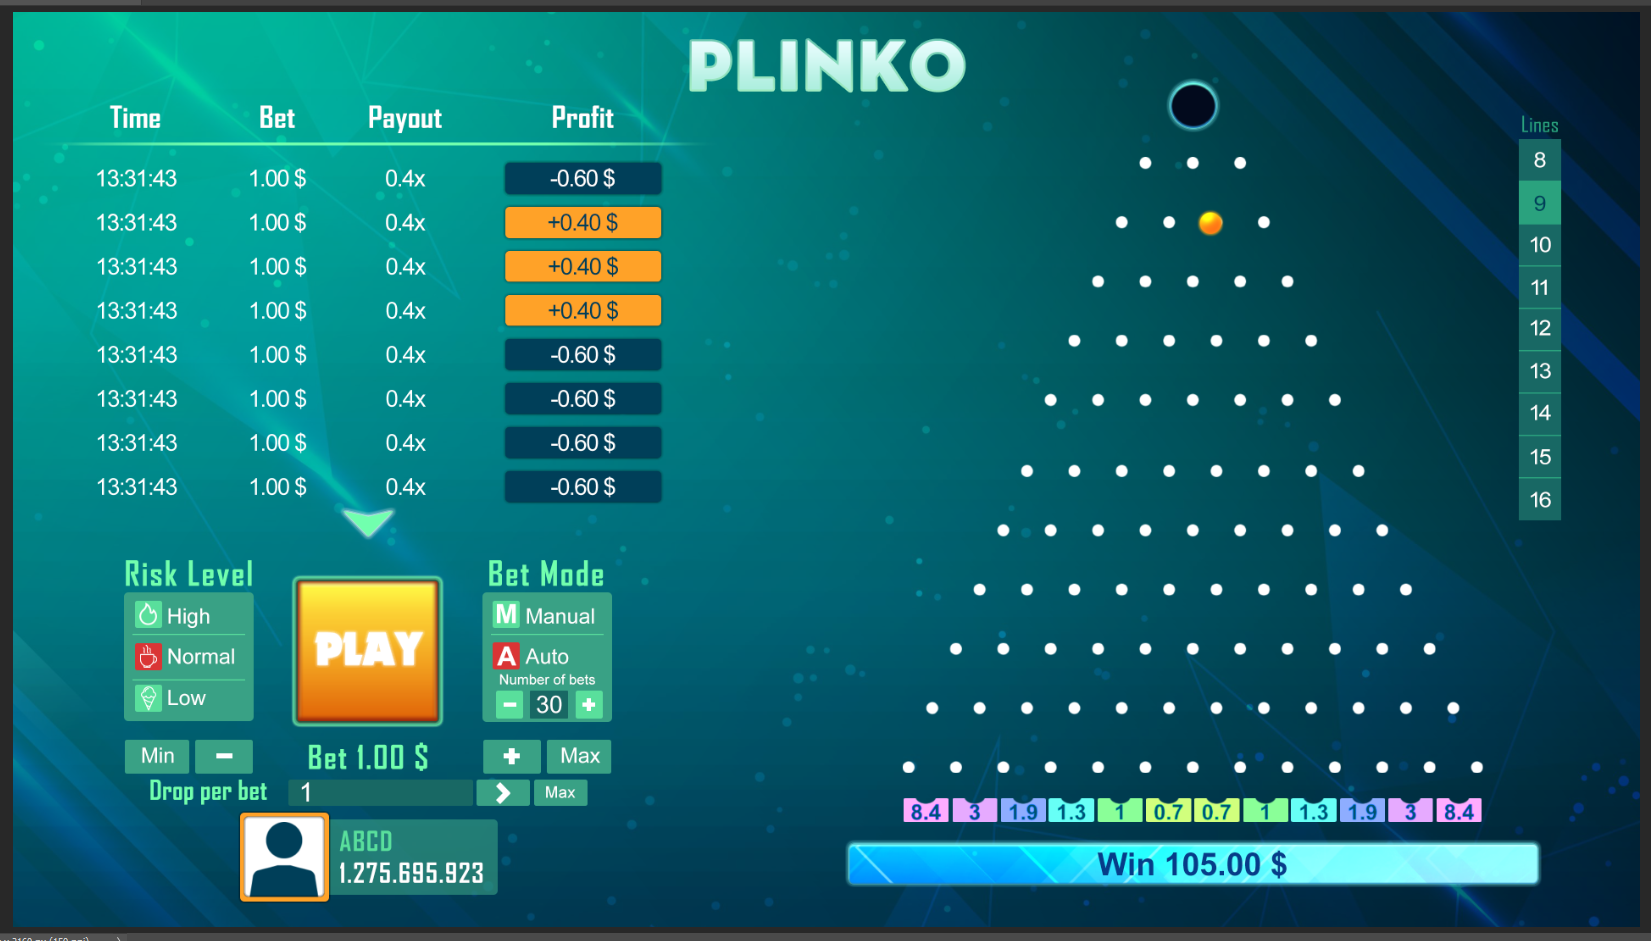 PLINKO
Time Bet Payout Profit
13:31:43 1.00 $ 0.4x -0.60 $
13:31:43 1.00 $ 0.4x +0.40 $
13:31:43 1.00 $ 0.4x +0.40 $
13:31:43 1.00 $ 0.4x +0.40 $
13:31:43 1.00 $ 0.4x -0.60 $
13:31:43 1.00 $ 0.4x -0.60 $
13:31:43 1.00 $ 0.4x -0.60 $
13:31:43 1.00 $ 0.4x -0.60 $
Risk Level
High
Normal
Low
PLAY
Bet Mode
M Manual
A Auto
Number of bets
- 30 +
Min - Bet 1.00 $ + Max
Drop per bet 1 > Max
ABCD
1.275.695.923
Lines
8
9
10
11
12
13
14
15
16
8.4 3 1.9 1.3 1 0.7 0.7 1 1.3 1.9 3 8.4
Win 105.00 $